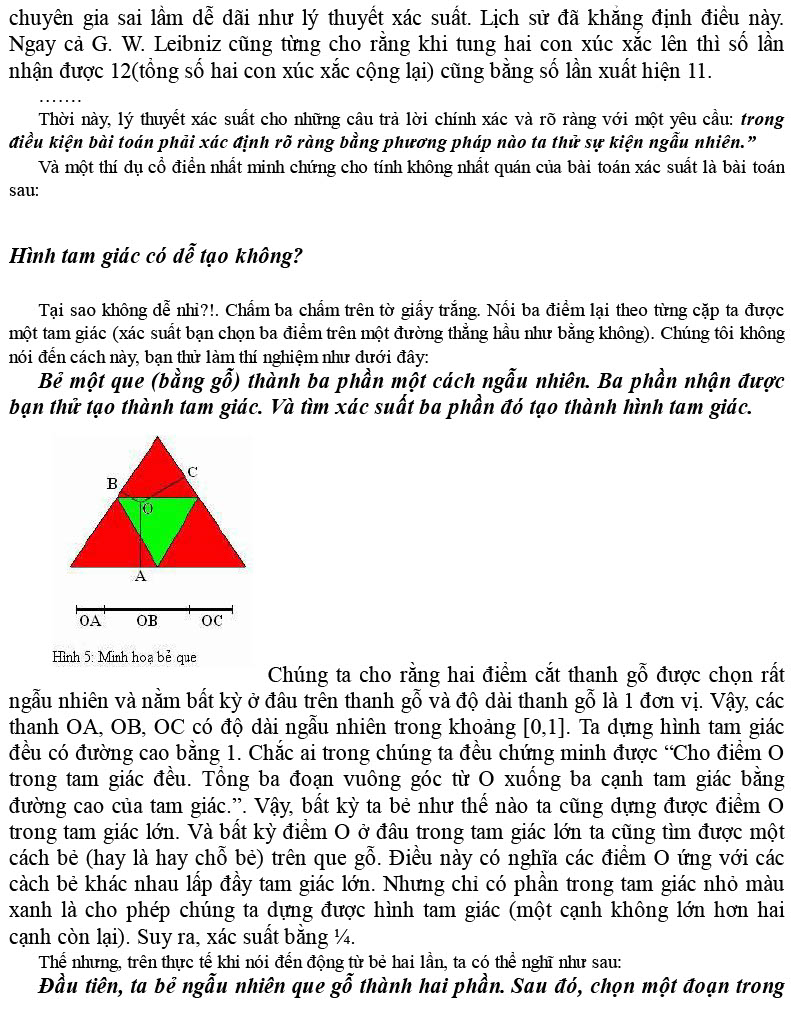 chuyên gia sai lầm dễ dãi như lý thuyết xác suất. Lịch sử đã khẳng định điều này.
Ngay cả G. W. Leibniz cũng từng cho rằng khi tung hai con xúc xắc lên thì số lần
nhận được 12(tổng số hai con xúc xắc cộng lại) cũng bằng số lần xuất hiện 11.
.......
Thời này, lý thuyết xác suất cho những câu trả lời chính xác và rõ ràng với một yêu cầu: trong
điều kiện bài toán phải xác định rõ ràng bằng phương pháp nào ta thử sự kiện ngẫu nhiên.”
Và một thí dụ cổ điển nhất minh chứng cho tính không nhất quán của bài toán xác suất là bài toán
sau:
Hình tam giác có dễ tạo không?
Tại sao không dễ nhỉ?!. Chấm ba chấm trên tờ giấy trắng. Nối ba điểm lại theo từng cặp ta được
một tam giác (xác suất bạn chọn ba điểm trên một đường thẳng hầu như bằng không). Chúng tôi không
nói đến cách này, bạn thử làm thí nghiệm như dưới đây:
Bẻ một que (bằng gỗ) thành ba phần một cách ngẫu nhiên. Ba phần nhận được
bạn thử tạo thành tam giác. Và tìm xác suất ba phần đó tạo thành hình tam giác.
B
C
O
A
OA OB OC
Hình 5: Minh hoạ bẻ que
Chúng ta cho rằng hai điểm cắt thanh gỗ được chọn rất
ngẫu nhiên và nằm bất kỳ ở đâu trên thanh gỗ và độ dài thanh gỗ là 1 đơn vị. Vậy, các
thanh OA, OB, OC có độ dài ngẫu nhiên trong khoảng [0,1]. Ta dựng hình tam giác
đều có đường cao bằng 1. Chắc ai trong chúng ta đều chứng minh được “Cho điểm O
trong tam giác đều. Tổng ba đoạn vuông góc từ O xuống ba cạnh tam giác bằng
đường cao của tam giác.”. Vậy, bất kỳ ta bẻ như thế nào ta cũng dựng được điểm O
trong tam giác lớn. Và bất kỳ điểm O ở đâu trong tam giác lớn ta cũng tìm được một
cách bẻ (hay là hay chỗ bẻ) trên que gỗ. Điều này có nghĩa các điểm O ứng với các
càch bẻ khác nhau lấp đầy tam giác lớn. Nhưng chỉ có phần trong tam giác nhỏ màu
xanh là cho phép chúng ta dựng được hình tam giác (một cạnh không lớn hơn hai
cạnh còn lại). Suy ra, xác suất bằng ¼.
Thế nhưng, trên thực tế khi nói đến động từ bẻ hai lần, ta có thể nghĩ như sau:
Đầu tiên, ta bẻ ngẫu nhiên que gỗ thành hai phần. Sau đó, chọn một đoạn trong